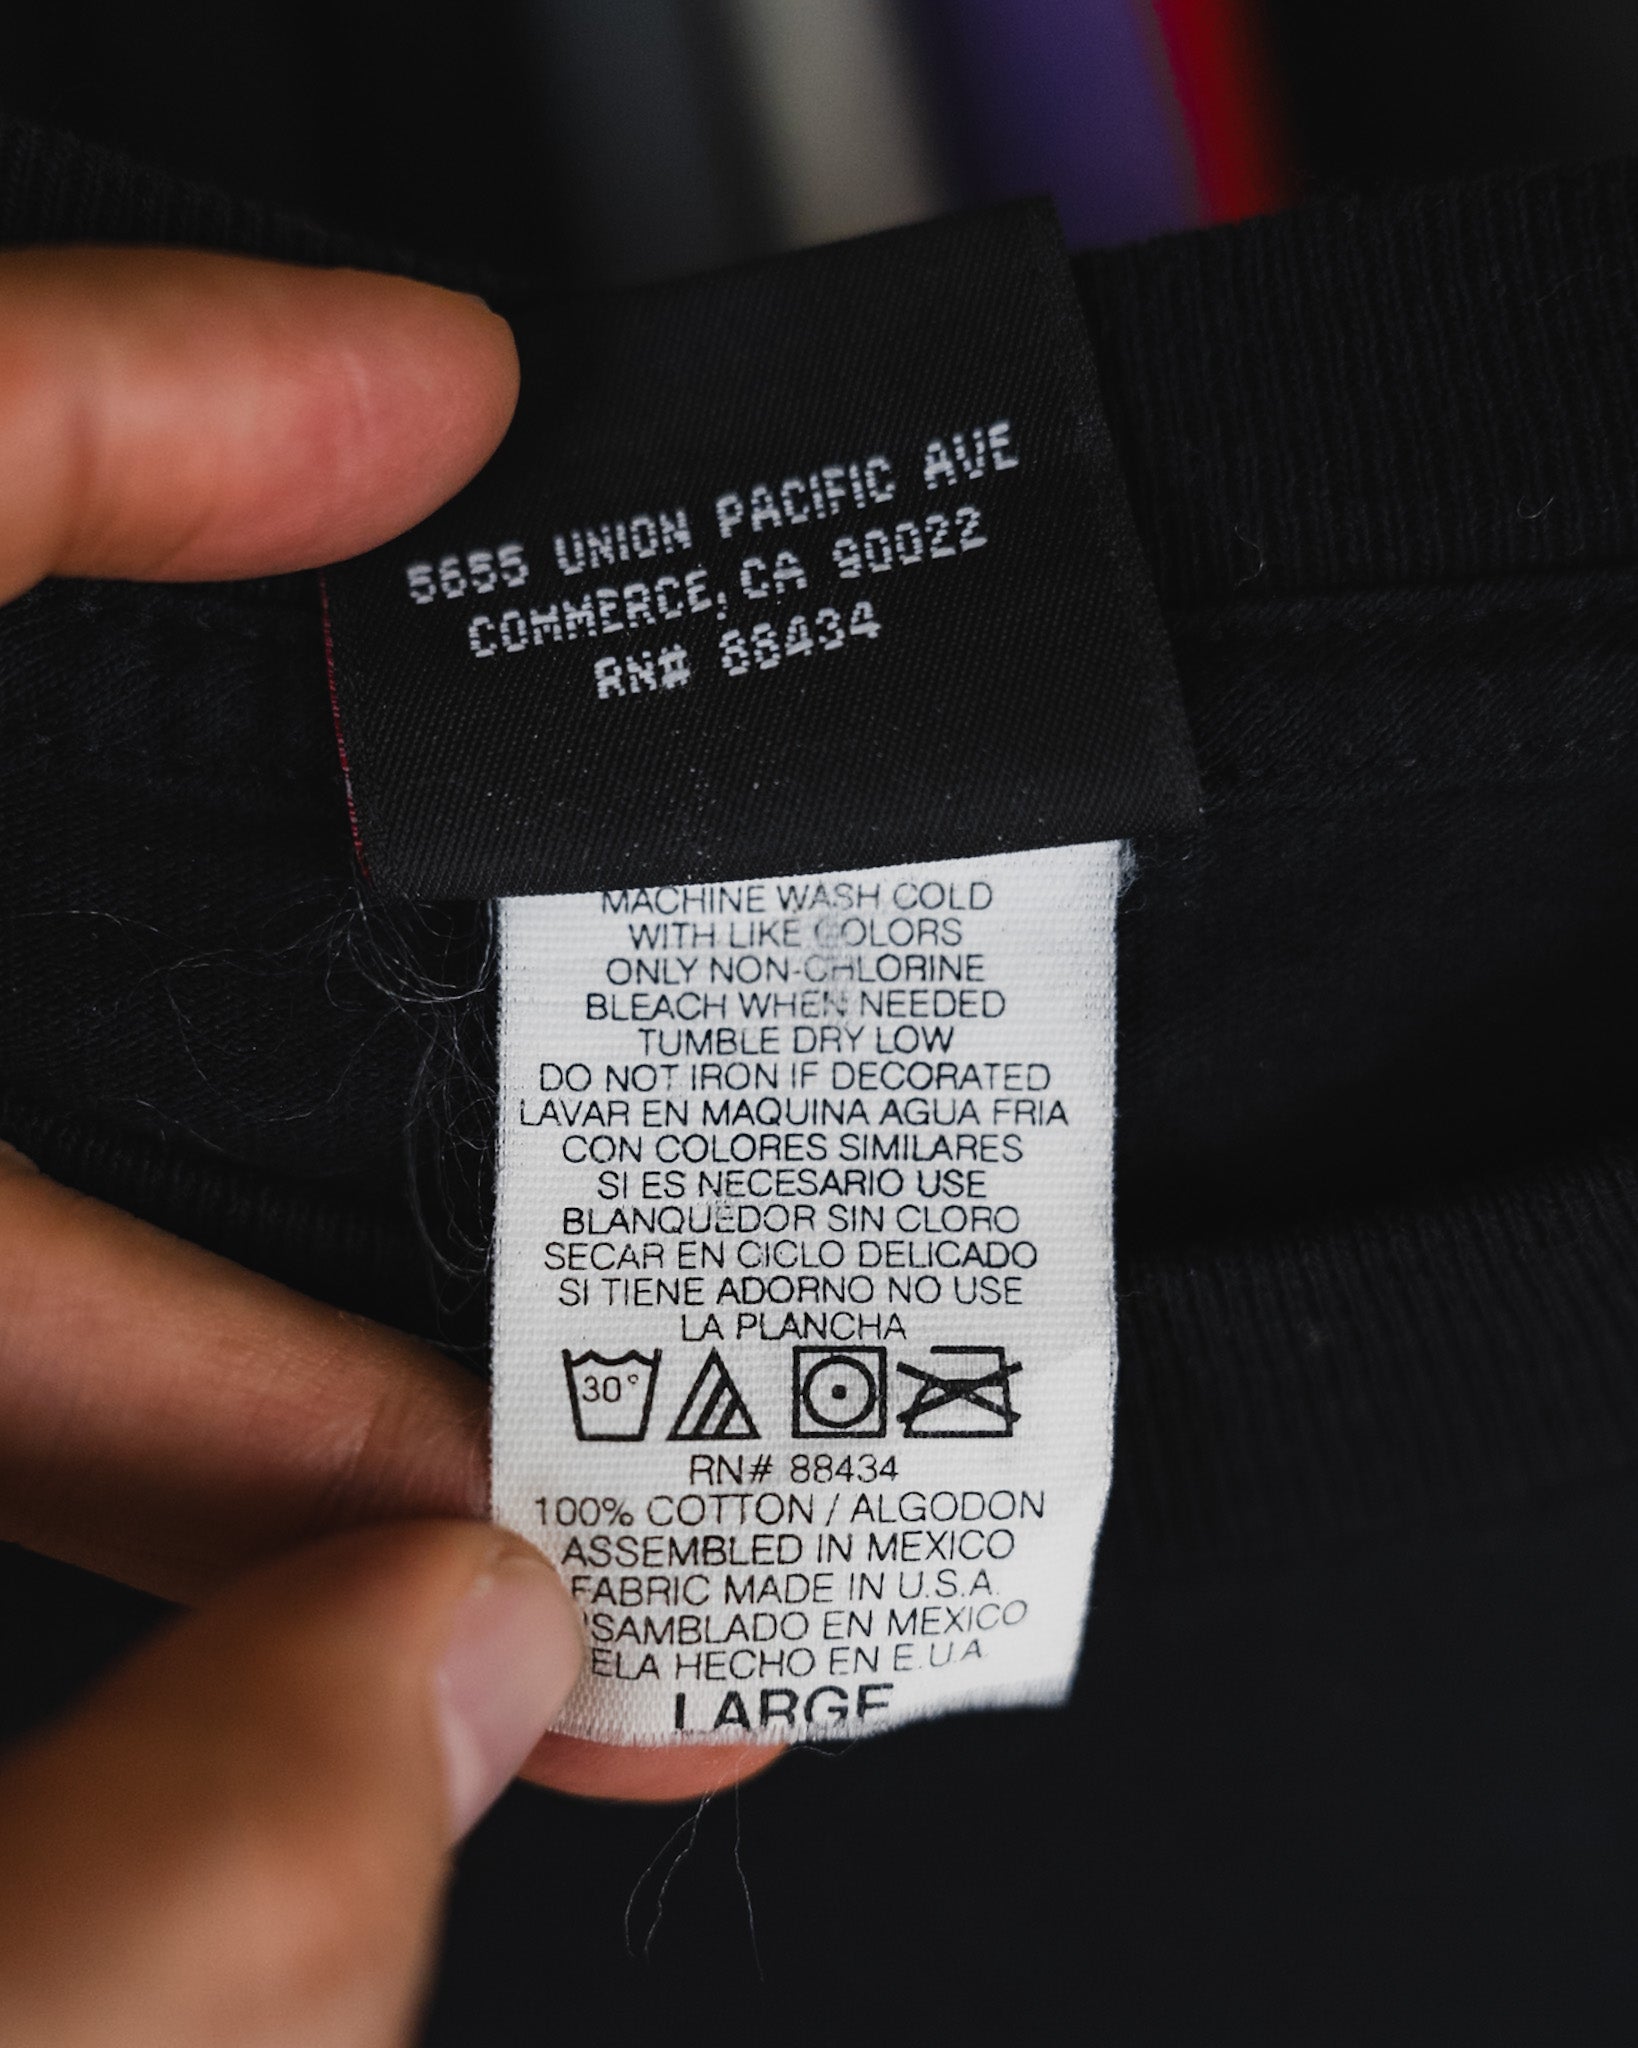 5655 UNION PACIFIC AVE
COMMERCE, CA 90022
RN# 88434
MACHINE WASH COLD
WITH LIKE COLORS
ONLY NON-CHLORINE
BLEACH WHEN NEEDED
TUMBLE DRY LOW
DO NOT IRON IF DECORATED
LAVAR EN MAQUINA AGUA FRIA
CON COLORES SIMILARES
SI ES NECESARIO USE
BLANQUEDOR SIN CLORO
SECAR EN CICLO DELICADO
SI TIENE ADORNO NO USE
LA PLANCHA
30°
RN# 88434
100% COTTON / ALGODON
ASSEMBLED IN MEXICO
FABRIC MADE IN U.S.A.
EN MEXICO
HECHO EN E.U.A.
LARGE